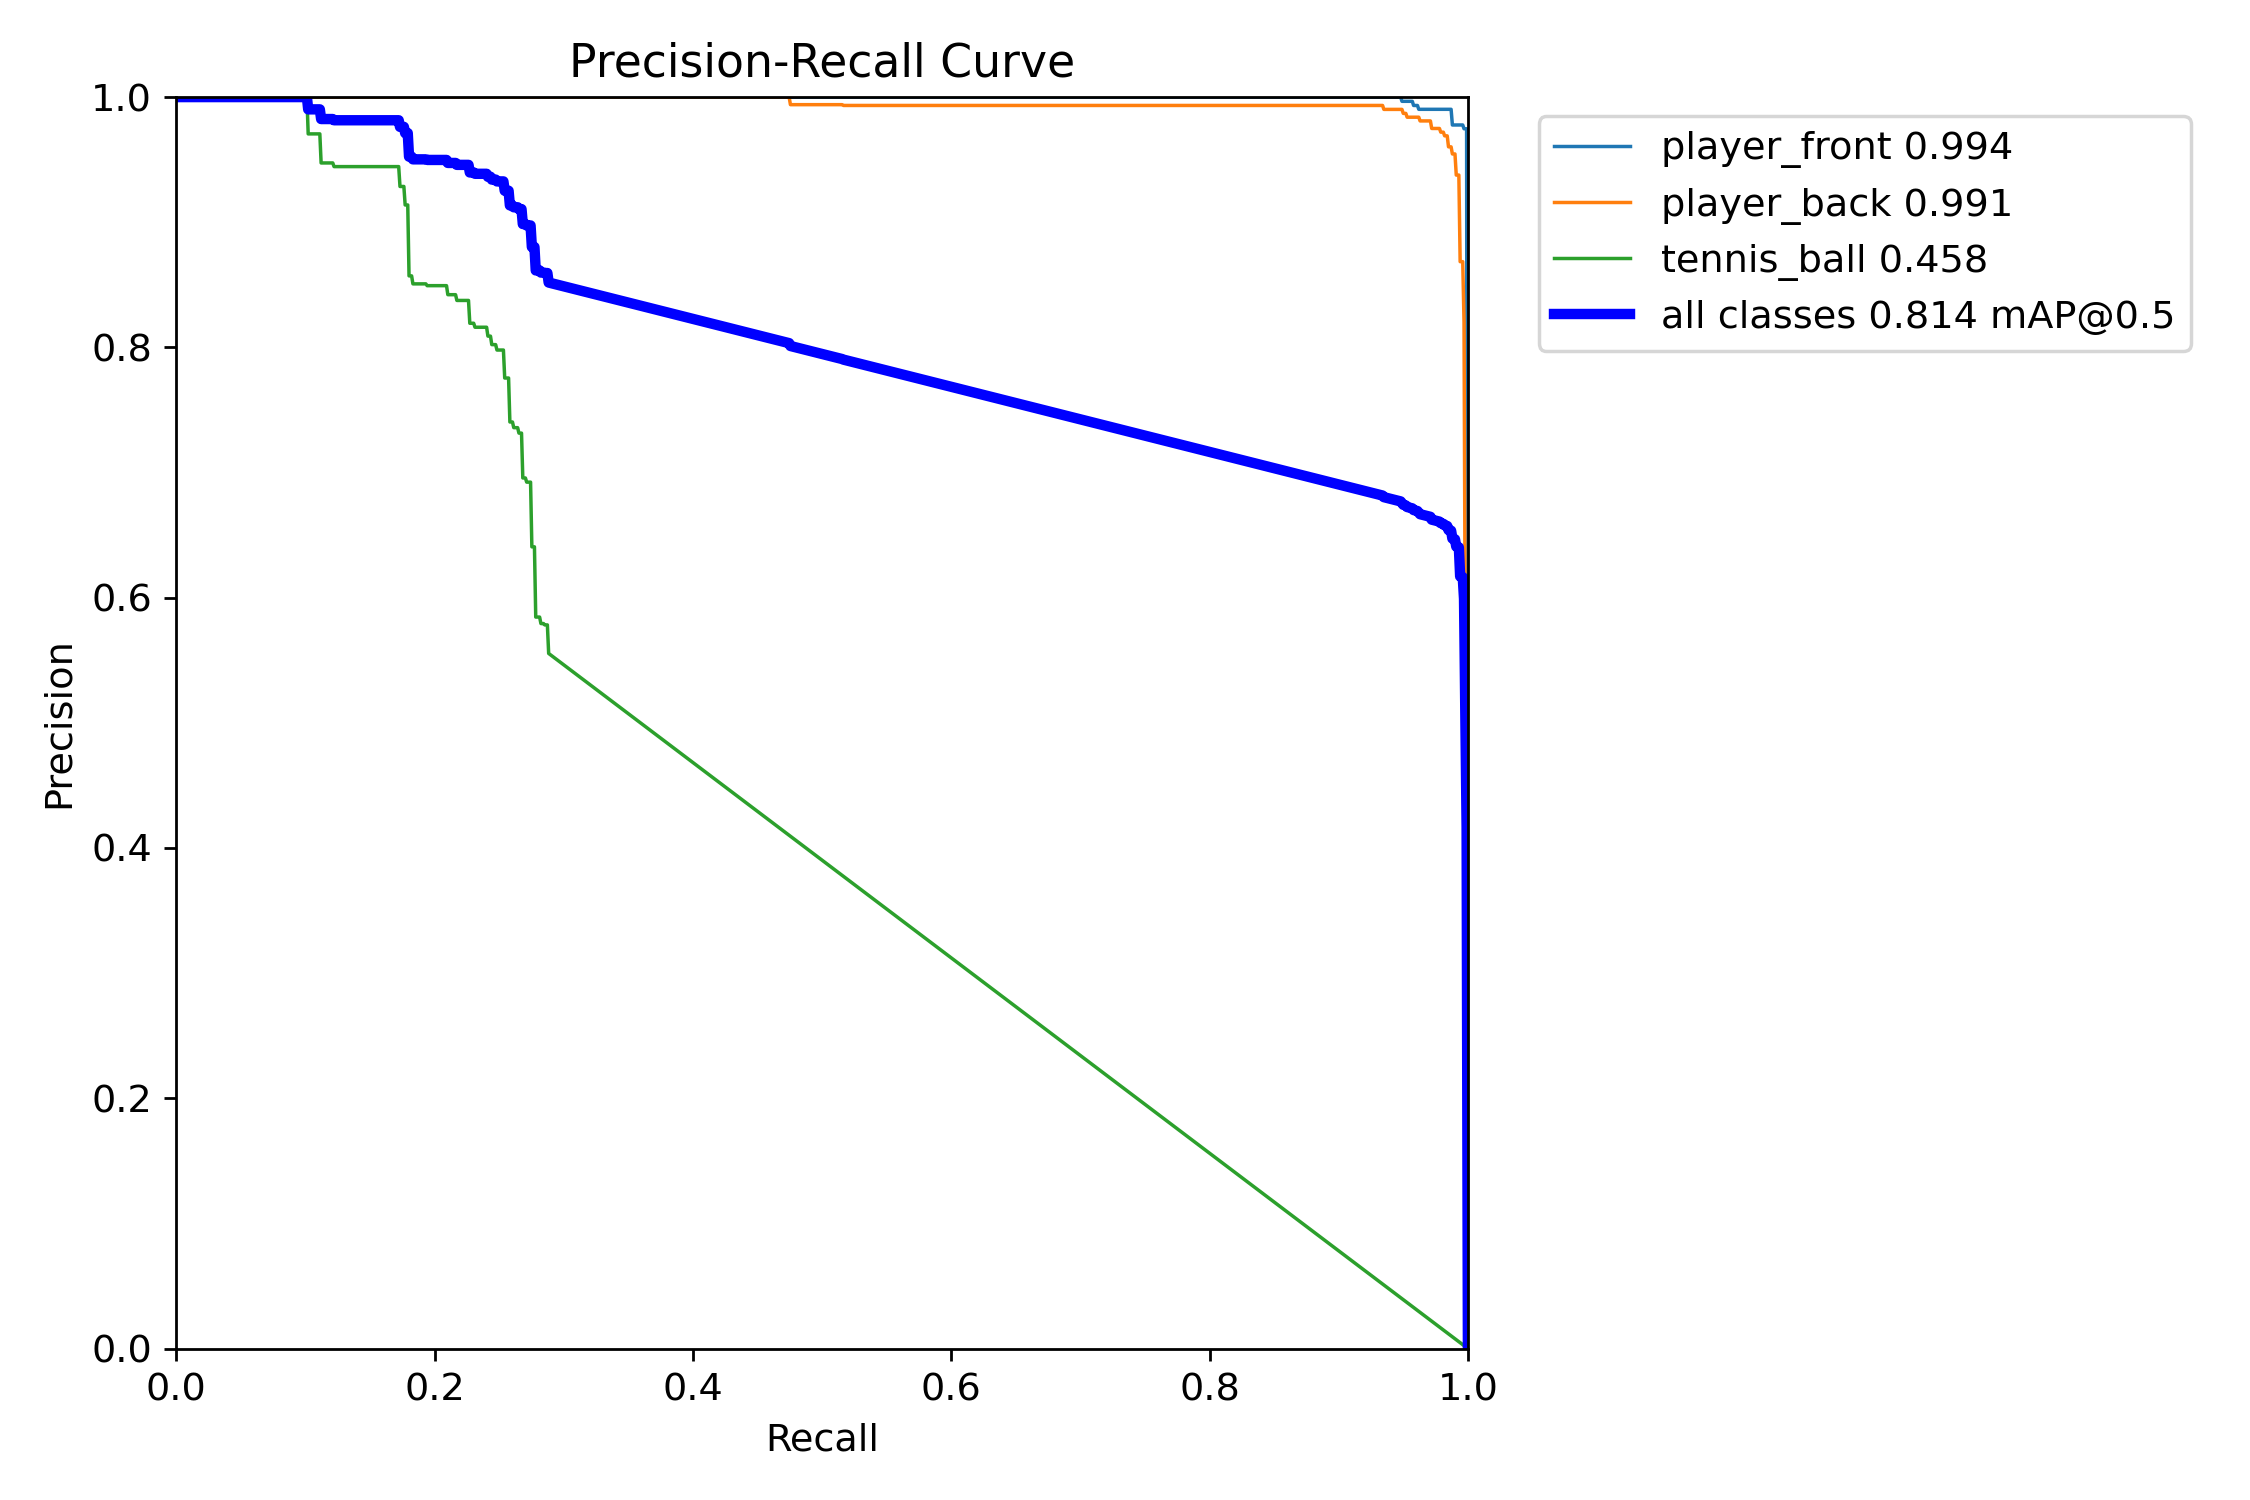 Precision-Recall Curve
1.0
0.8
0.6
0.4
0.2
0.0
Precision
0.0 0.2 0.4 0.6 0.8 1.0
Recall
player_front 0.994
player_back 0.991
tennis_ball 0.458
all classes 0.814 mAP@0.5